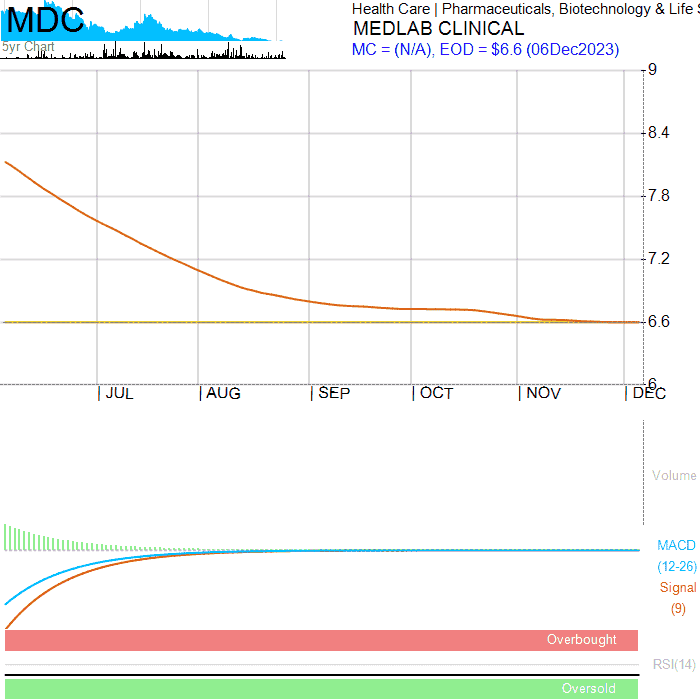 MDC
5yr Chart
Health Care | Pharmaceuticals, Biotechnology & Life S
MEDLAB CLINICAL
MC = (N/A), EOD = $6.6 (06Dec2023)
9
8.4
7.8
7.2
6.6
6
| JUL | AUG | SEP | OCT | NOV | DEC
Volume
MACD
(12-26)
Signal
(9)
Overbought
RSI(14)
Oversold